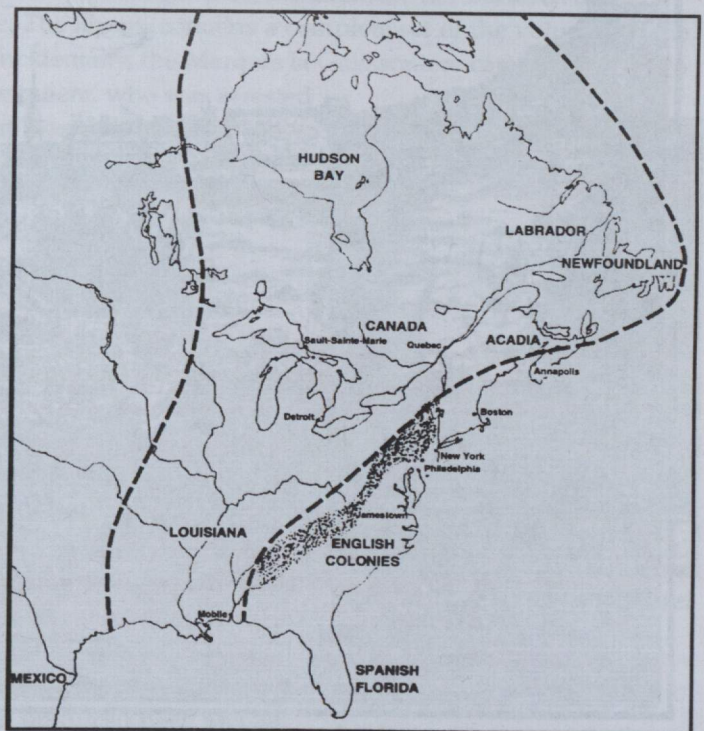 HUDSON
BAY
LABRADOR
NEWFOUNDLAND
CANADA
Sault-Sainte-Marie
Quebec
ACADIA
Annapolis
Detroit
Boston
New York
Philadelphia
Jamestown
LOUISIANA
ENGLISH
COLONIES
Mobile
MEXICO
SPANISH
FLORIDA